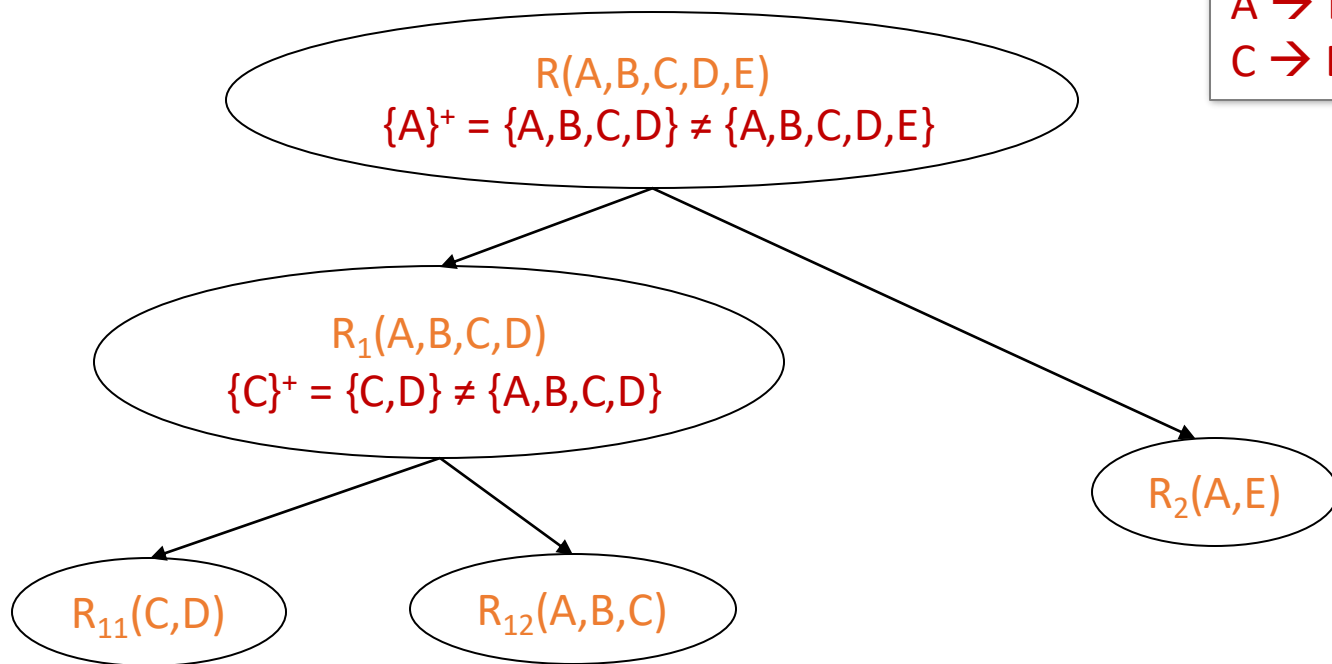 A →
C →
R(A,B,C,D,E)
{A}⁺ = {A,B,C,D} ≠ {A,B,C,D,E}
R₁(A,B,C,D)
{C}⁺ = {C,D} ≠ {A,B,C,D}
R₂(A,E)
R₁₁(C,D)
R₁₂(A,B,C)